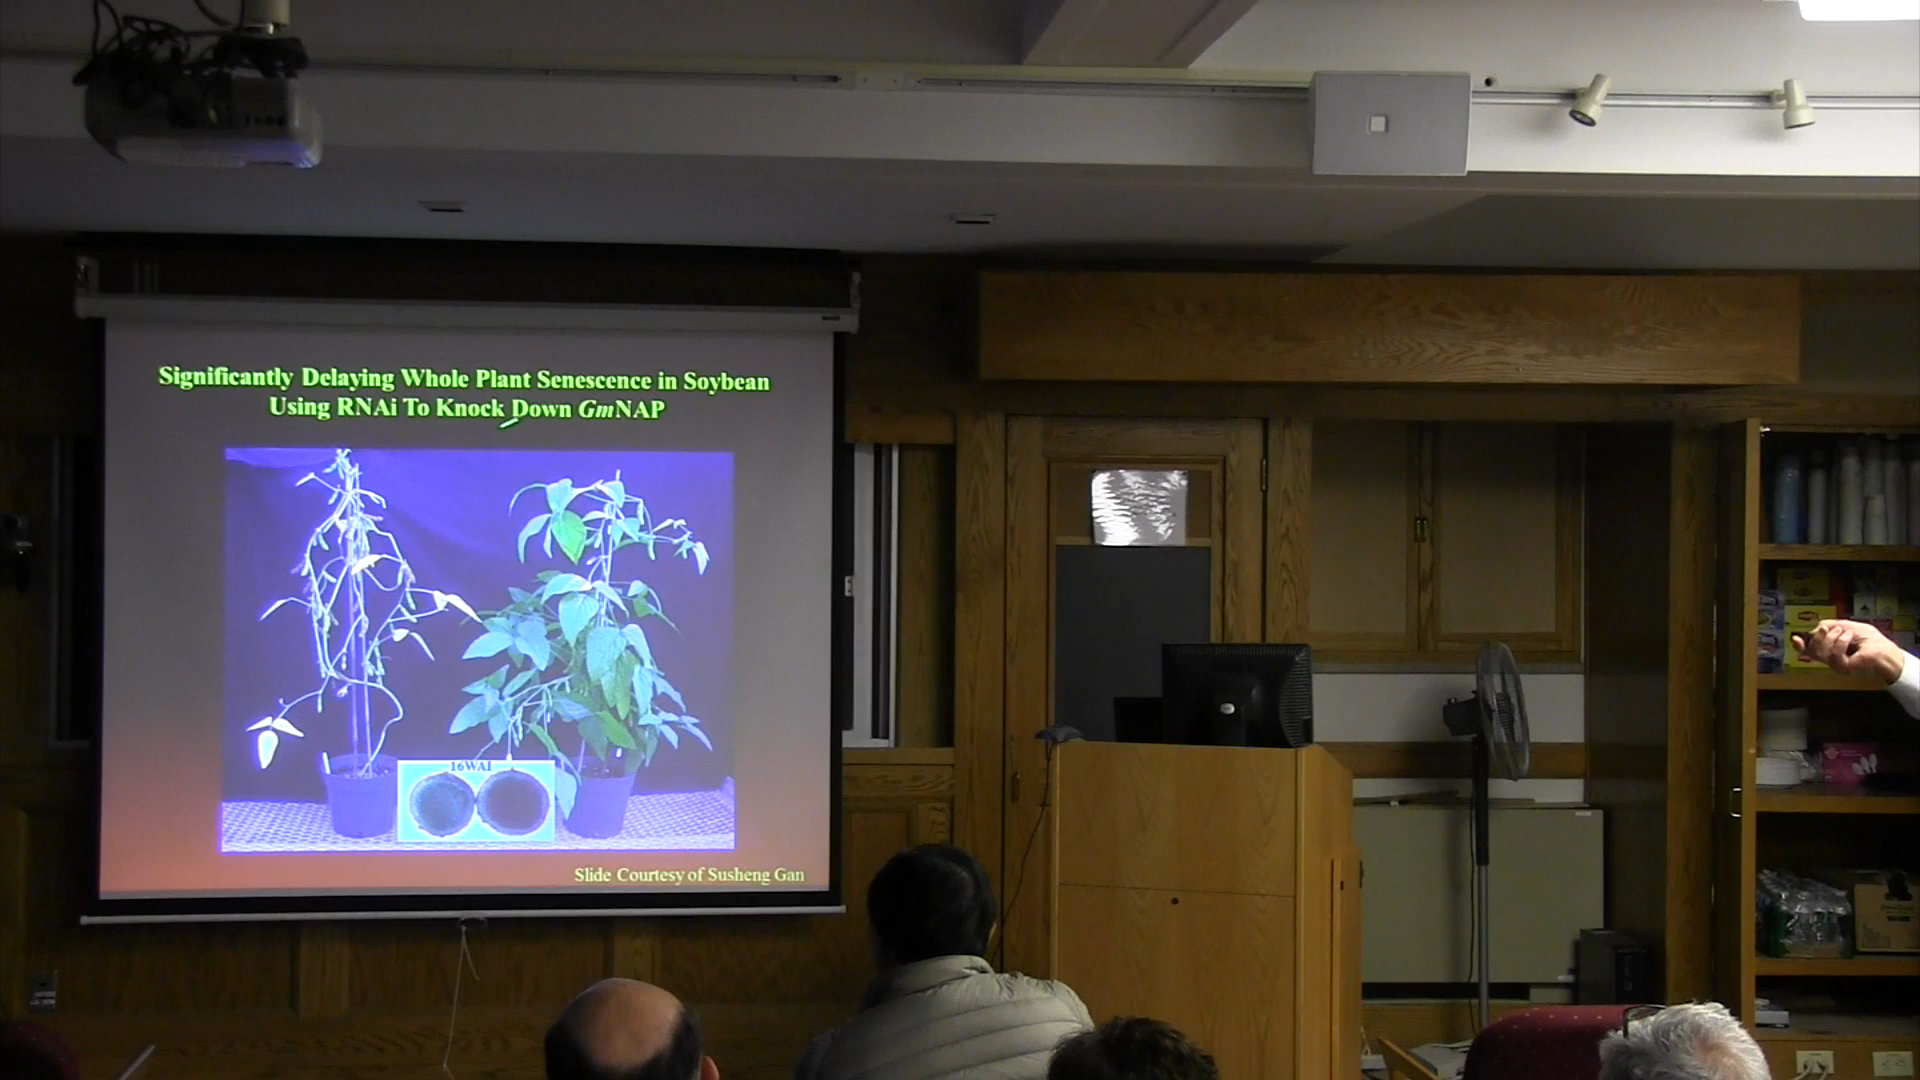 Significantly Delaying Whole Plant Senescence in Soybean
Using RNAi To Knock Down GmNAP
16WAI
Slide Courtesy of Susheng Gan